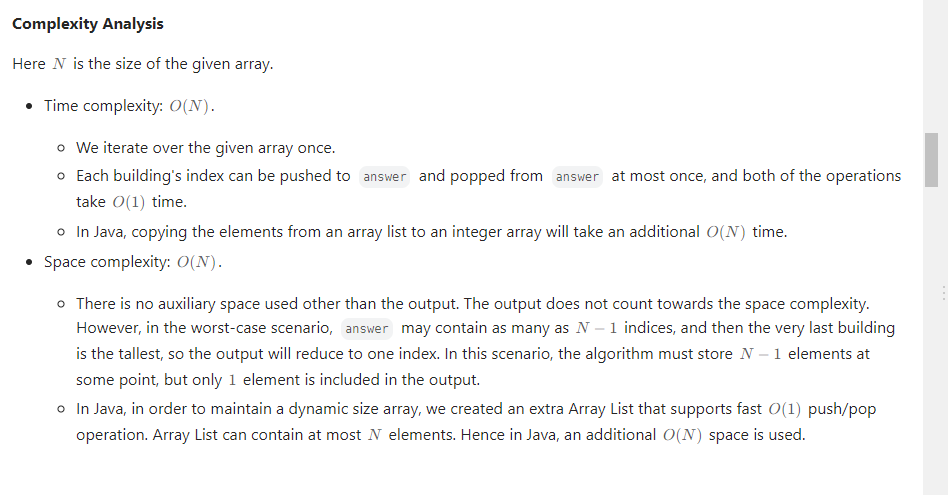 Complexity Analysis
Here N is the size of the given array.
• Time complexity: O(N).
∘ We iterate over the given array once.
∘ Each building's index can be pushed to answer and popped from answer at most once, and both of the operations
take O(1) time.
∘ In Java, copying the elements from an array list to an integer array will take an additional O(N) time.
• Space complexity: O(N).
∘ There is no auxiliary space used other than the output. The output does not count towards the space complexity.
However, in the worst-case scenario, answer may contain as many as N − 1 indices, and then the very last building
is the tallest, so the output will reduce to one index. In this scenario, the algorithm must store N − 1 elements at
some point, but only 1 element is included in the output.
∘ In Java, in order to maintain a dynamic size array, we created an extra Array List that supports fast O(1) push/pop
operation. Array List can contain at most N elements. Hence in Java, an additional O(N) space is used.